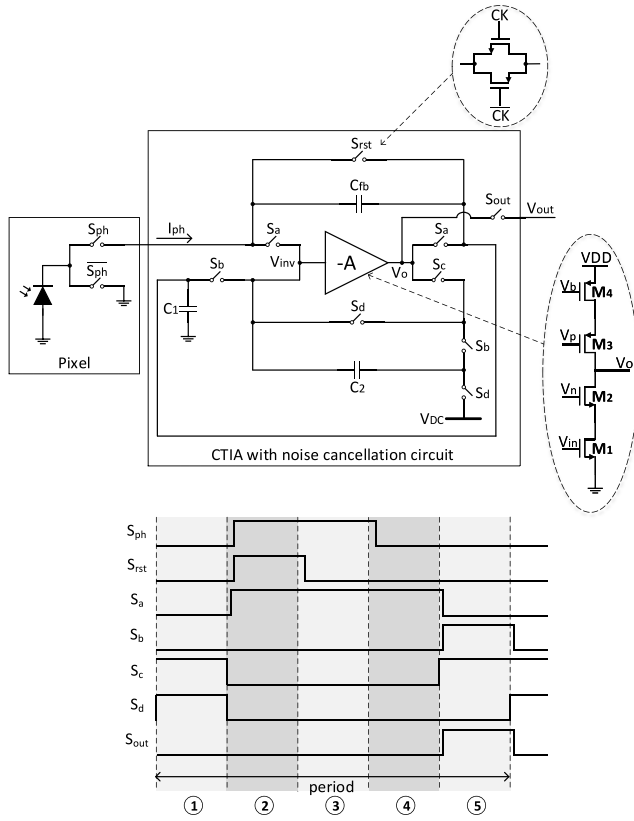 CK
CK
Srst
Cfb
Sout
Vout
Sph
Iph
Sa
Sa
Sph
Sb
Vinv
-A
Vo
Sc
VDD
Vb
M4
C1
Sd
Sb
Vp
M3
Vo
Pixel
C2
Sd
Vn
M2
VDC
Vin
M1
CTIA with noise cancellation circuit
Sph
Srst
Sa
Sb
Sc
Sd
Sout
period
1 2 3 4 5